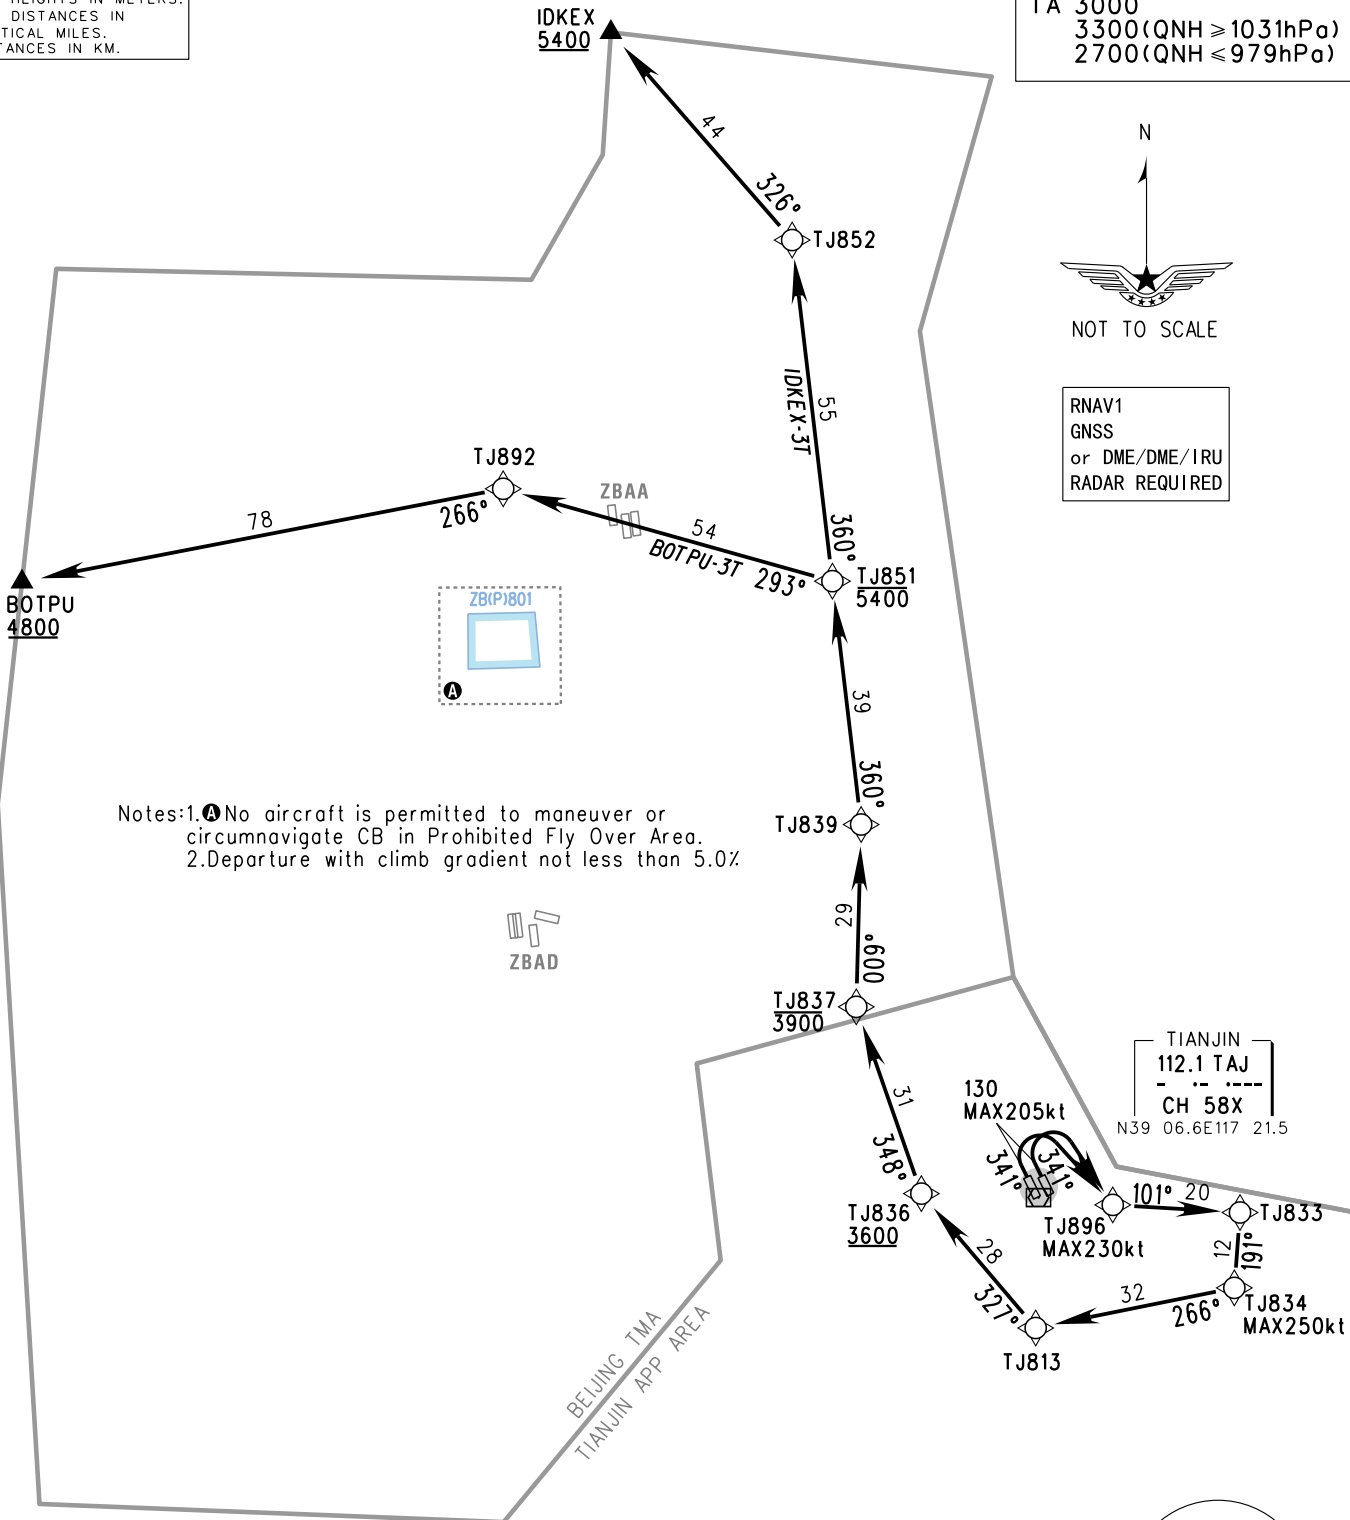 HEIGHTS IN METERS.
DISTANCES IN
TICAL MILES.
TANCES IN KM.
IDKEX
5400
TA 3000
3300(QNH ≥ 1031hPa)
2700(QNH ≤ 979hPa)
N
NOT TO SCALE
44
326°
TJ852
RNAV1
GNSS
or DME/DME/IRU
RADAR REQUIRED
IDKEX-3T
55
TJ892
ZBAA
78
266°
54
BOTPU-3T 293°
360°
TJ851
5400
BOTPU
4800
ZB(P)801
A
39
360°
Notes:1.A No aircraft is permitted to maneuver or
circumnavigate CB in Prohibited Fly Over Area.
2.Departure with climb gradient not less than 5.0%
TJ839
29
009°
ZBAD
TJ837
3900
TIANJIN
112.1 TAJ
- ·- ·---
CH 58X
N39 06.6E117 21.5
130
MAX205kt
31
348°
341°
341°
TJ836
3600
TJ896
MAX230kt
101°
20
TJ833
12
191°
28
327°
32
266°
TJ834
MAX250kt
TJ813
BEIJING TMA
TIANJIN APP AREA